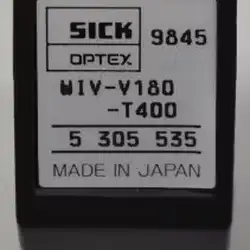 SICK 9845
OPTEX
WIV-V180
-T400
5 305 535
MADE IN JAPAN